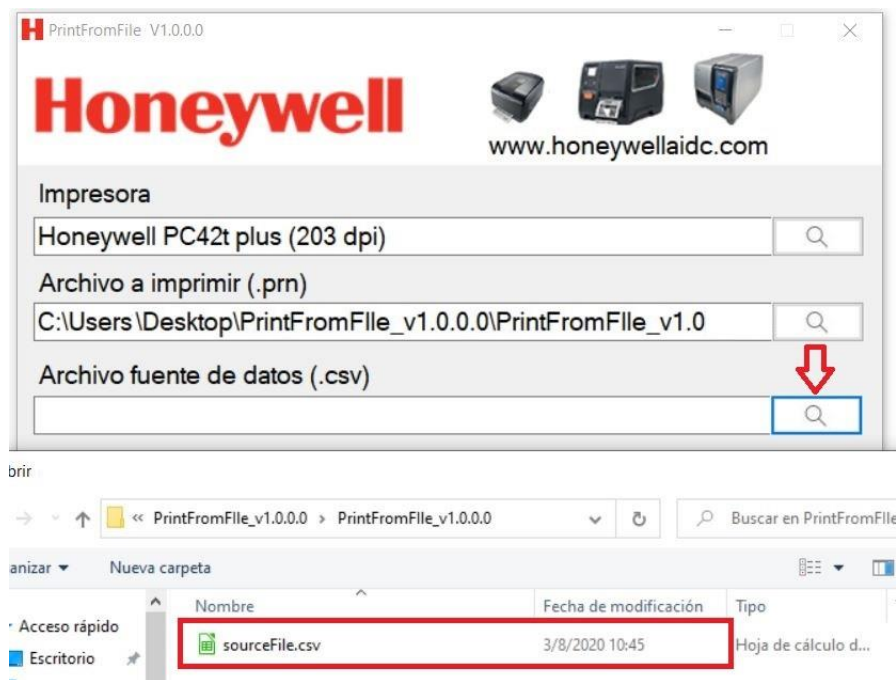 PrintFromFile V1.0.0.0
Honeywell
www.honeywellaidc.com
Impresora
Honeywell PC42t plus (203 dpi)
Archivo a imprimir (.prn)
C:\Users\Desktop\PrintFromFIle_v1.0.0.0\PrintFromFIle_v1.0
Archivo fuente de datos (.csv)
brir
« PrintFromFIle_v1.0.0.0 › PrintFromFIle_v1.0.0.0
Buscar en PrintFromFIle
anizar
Nueva carpeta
Nombre
Fecha de modificación
Tipo
Acceso rápido
sourceFile.csv
3/8/2020 10:45
Hoja de cálculo d...
Escritorio